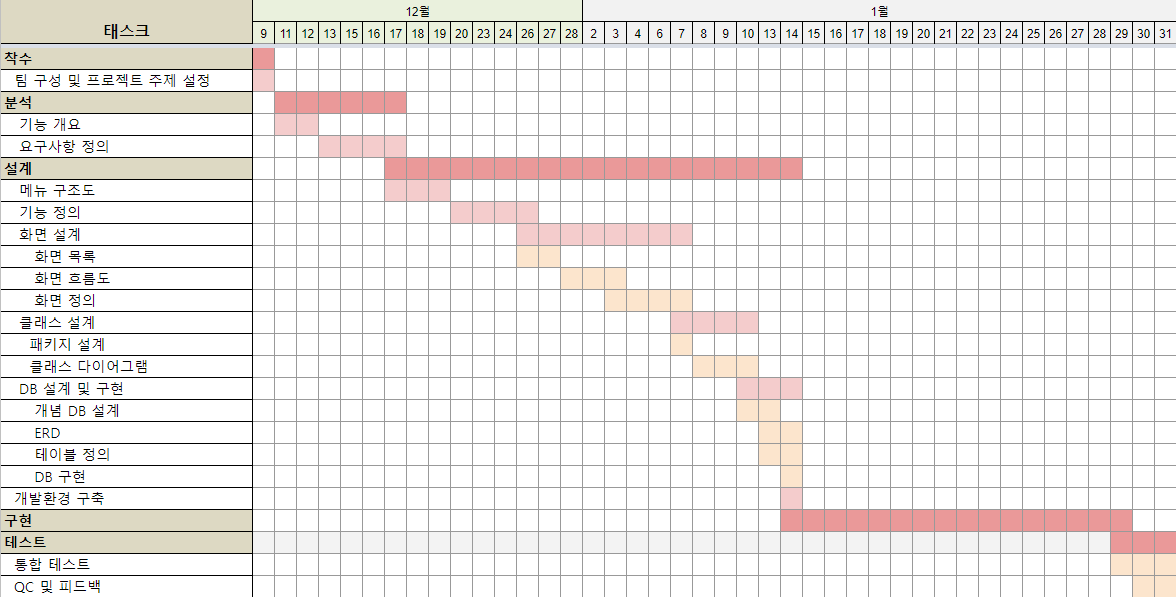 12월 1월
태스크
9 11 12 13 15 16 17 18 19 20 23 24 26 27 28 2 3 4 6 7 8 9 10 13 14 15 16 17 18 19 20 21 22 23 24 25 26 27 28 29 30 31
착수
팀 구성 및 프로젝트 주제 설정
분석
기능 개요
요구사항 정의
설계
메뉴 구조도
기능 정의
화면 설계
화면 목록
화면 흐름도
화면 정의
클래스 설계
패키지 설계
클래스 다이어그램
DB 설계 및 구현
개념 DB 설계
ERD
테이블 정의
DB 구현
개발환경 구축
구현
테스트
통합 테스트
QC 및 피드백